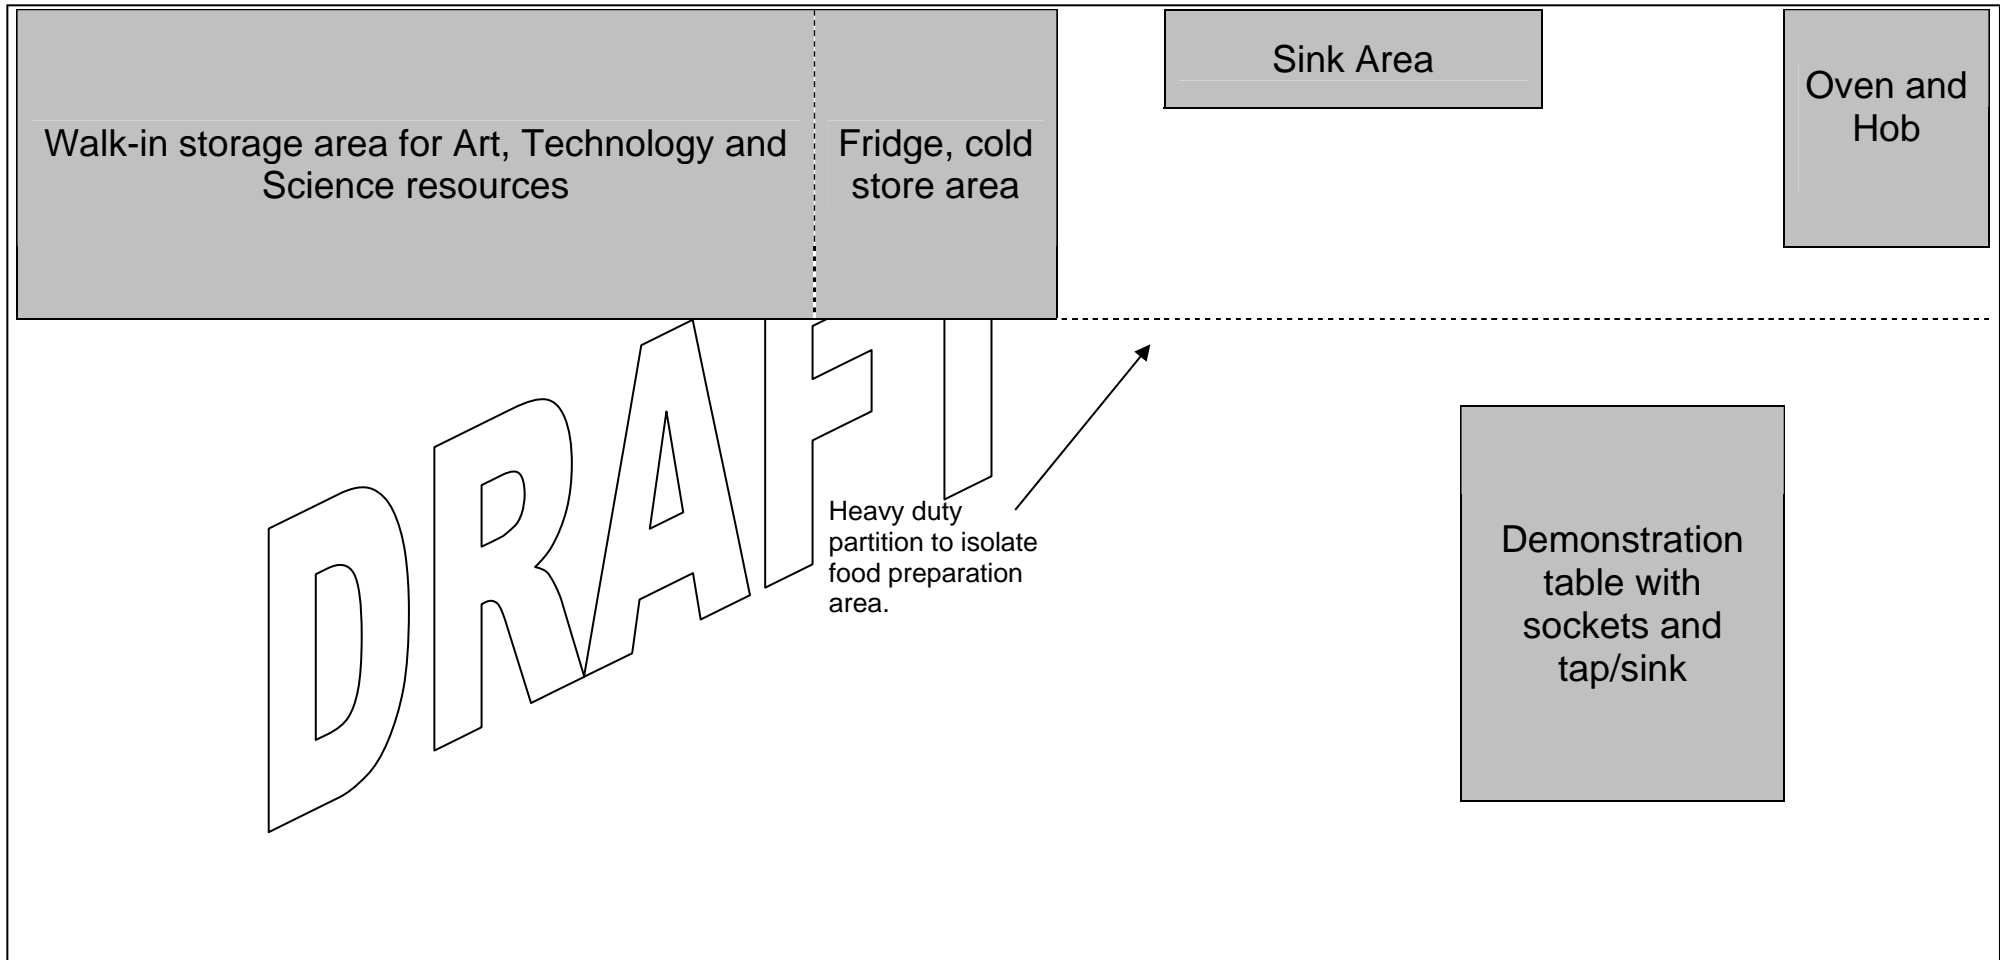 Walk-in storage area for Art, Technology and
Science resources
Fridge, cold
store area
Sink Area
Oven and
Hob
DRAFT
Heavy duty
partition to isolate
food preparation
area.
Demonstration
table with
sockets and
tap/sink